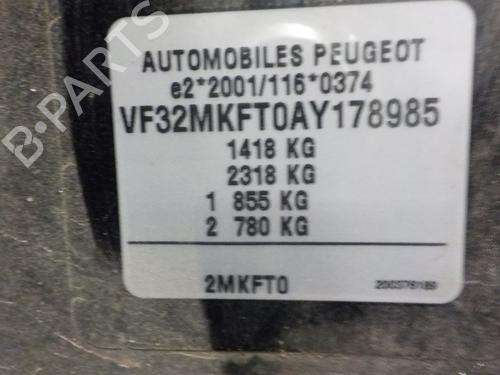 AUTOMOBILES PEUGEOT
e2*2001/116*0374
VF32MKFT0AY178985
1418 KG
2318 KG
1 855 KG
2 780 KG
2MKFT0
B-PARTS